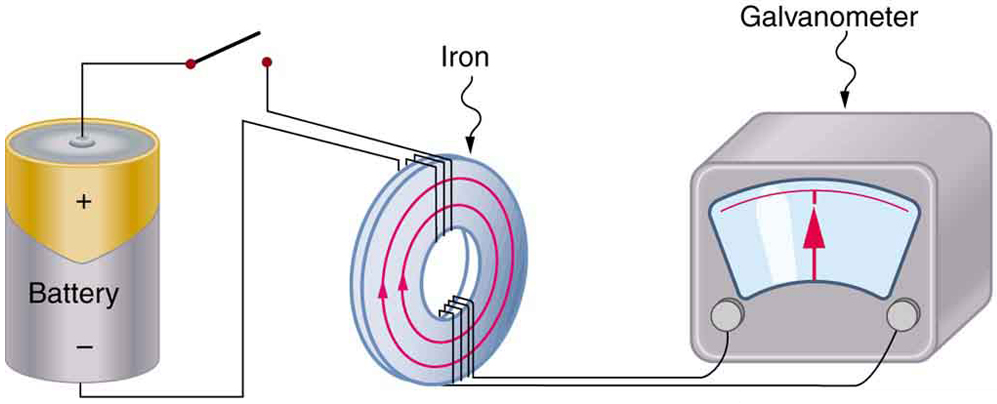 Galvanometer
Iron
+
Battery
–